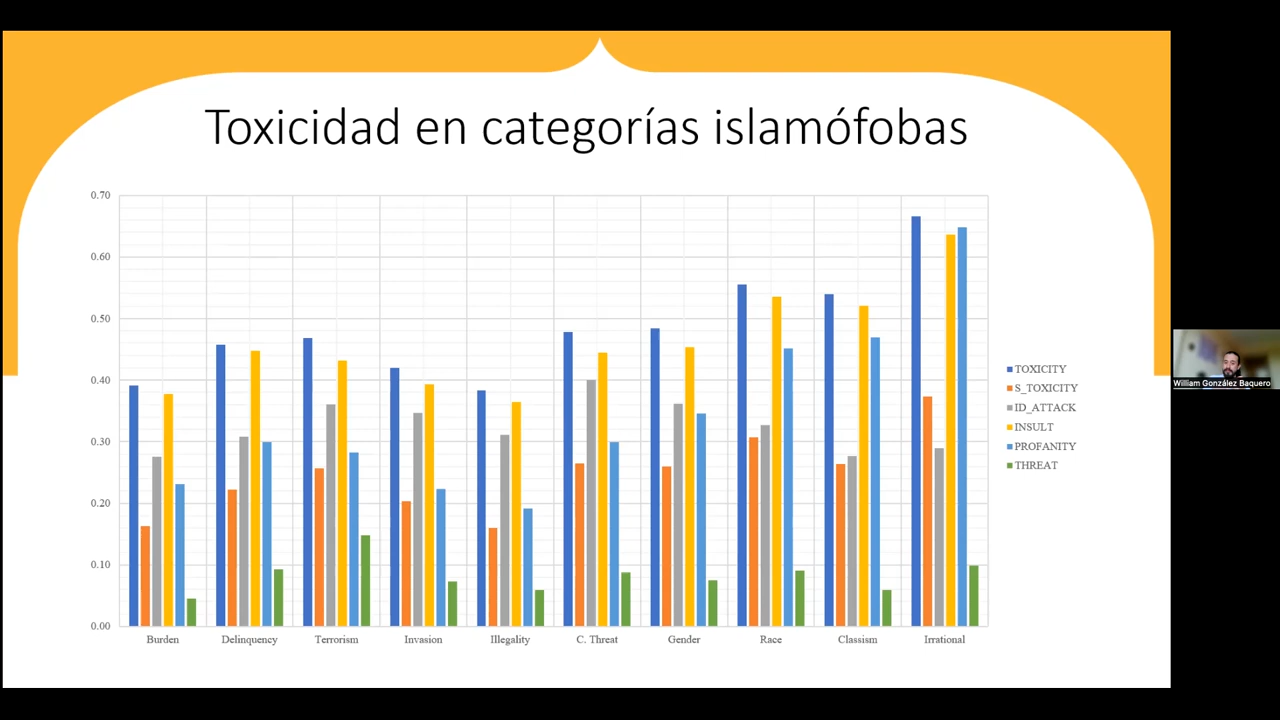 Toxicidad en categorías islamófobas
0.70
0.60
0.50
0.40
0.30
0.20
0.10
0.00
Burden Delinquency Terrorism Invasion Illegality C. Threat Gender Race Classism Irrational
TOXICITY
S_TOXICITY
ID_ATTACK
INSULT
PROFANITY
THREAT
William González Baquero